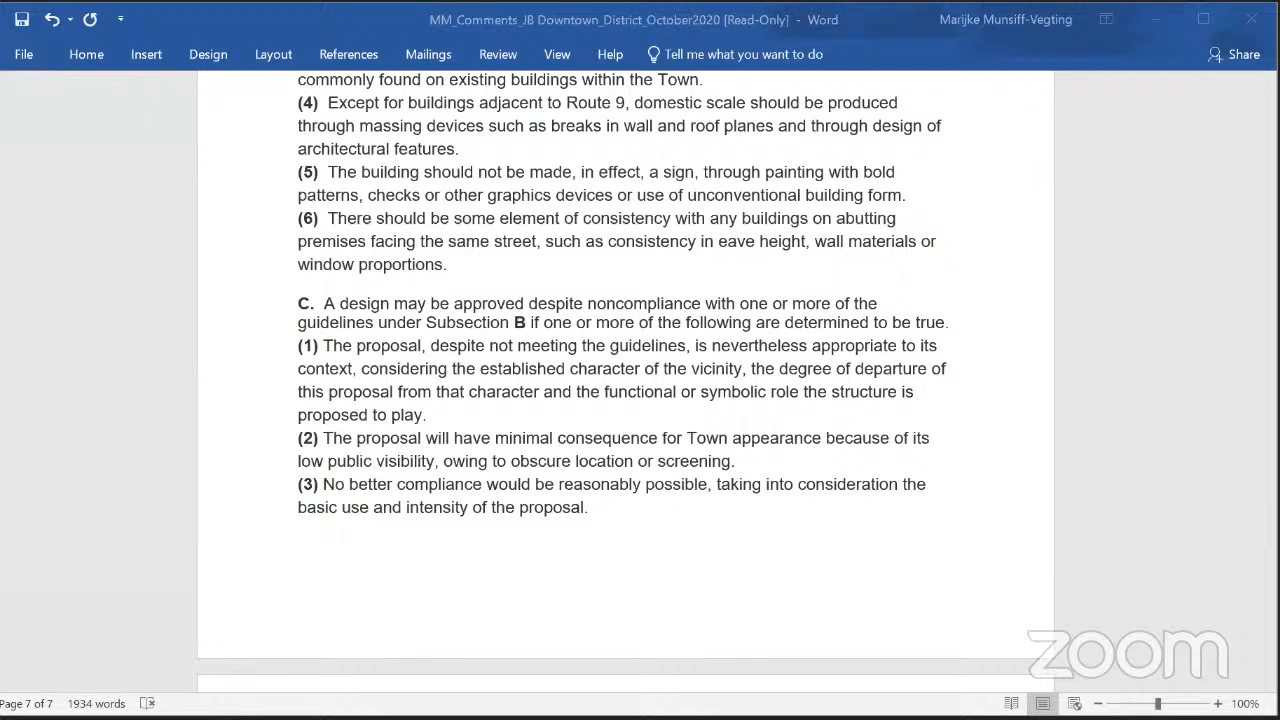 MM_Comments_JB Downtown_District_October2020 [Read-Only] - Word
Marijke Munsiff-Vegting
File Home Insert Design Layout References Mailings Review View Help Tell me what you want to do Share
commonly found on existing buildings within the Town.
(4) Except for buildings adjacent to Route 9, domestic scale should be produced
through massing devices such as breaks in wall and roof planes and through design of
architectural features.
(5) The building should not be made, in effect, a sign, through painting with bold
patterns, checks or other graphics devices or use of unconventional building form.
(6) There should be some element of consistency with any buildings on abutting
premises facing the same street, such as consistency in eave height, wall materials or
window proportions.
C. A design may be approved despite noncompliance with one or more of the
guidelines under Subsection B if one or more of the following are determined to be true.
(1) The proposal, despite not meeting the guidelines, is nevertheless appropriate to its
context, considering the established character of the vicinity, the degree of departure of
this proposal from that character and the functional or symbolic role the structure is
proposed to play.
(2) The proposal will have minimal consequence for Town appearance because of its
low public visibility, owing to obscure location or screening.
(3) No better compliance would be reasonably possible, taking into consideration the
basic use and intensity of the proposal.
zoom
Page 7 of 7 1934 words 100%